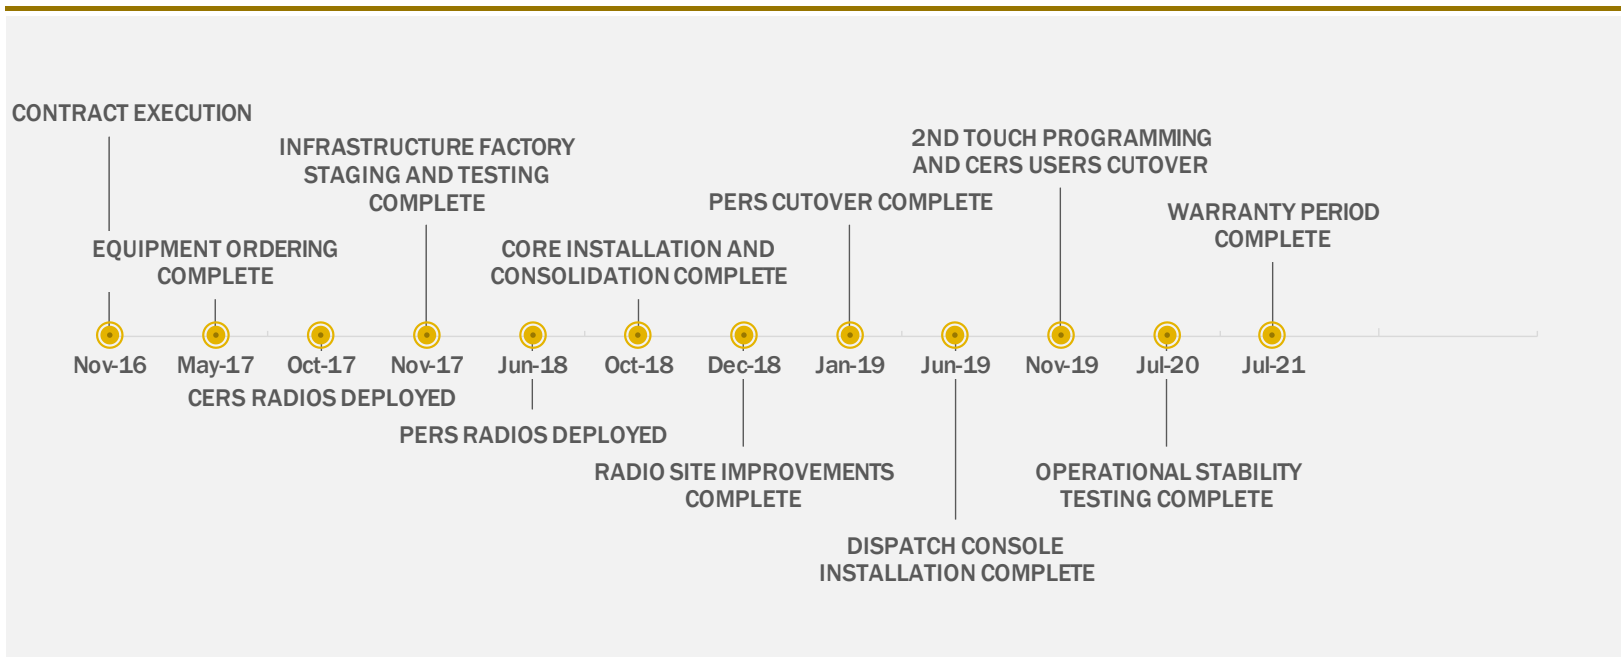 CONTRACT EXECUTION
INFRASTRUCTURE FACTORY
STAGING AND TESTING
COMPLETE
2ND TOUCH PROGRAMMING
AND CERS USERS CUTOVER
PERS CUTOVER COMPLETE
WARRANTY PERIOD
COMPLETE
EQUIPMENT ORDERING
COMPLETE
CORE INSTALLATION AND
CONSOLIDATION COMPLETE
Nov-16 May-17 Oct-17 Nov-17 Jun-18 Oct-18 Dec-18 Jan-19 Jun-19 Nov-19 Jul-20 Jul-21
CERS RADIOS DEPLOYED
PERS RADIOS DEPLOYED
RADIO SITE IMPROVEMENTS
COMPLETE
OPERATIONAL STABILITY
TESTING COMPLETE
DISPATCH CONSOLE
INSTALLATION COMPLETE